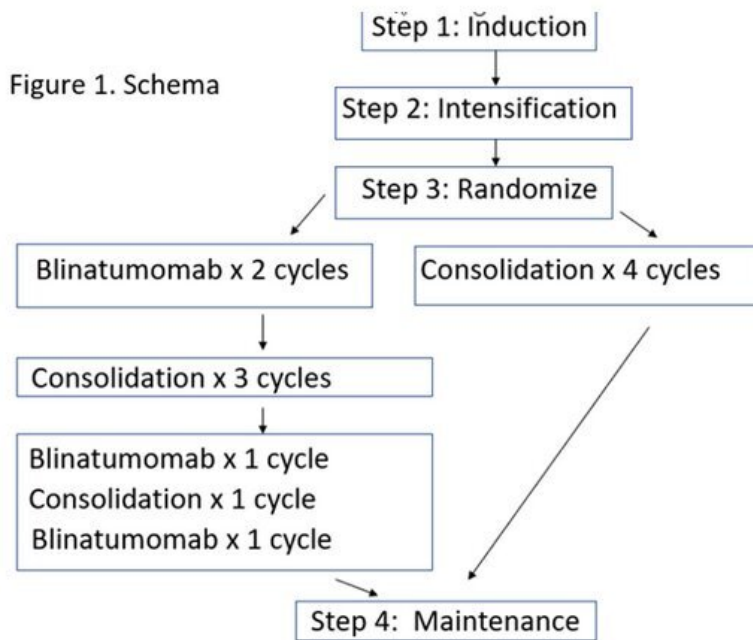 Step 1: Induction
Figure 1. Schema
Step 2: Intensification
Step 3: Randomize
Blinatumomab x 2 cycles
Consolidation x 4 cycles
Consolidation x 3 cycles
Blinatumomab x 1 cycle
Consolidation x 1 cycle
Blinatumomab x 1 cycle
Step 4: Maintenance